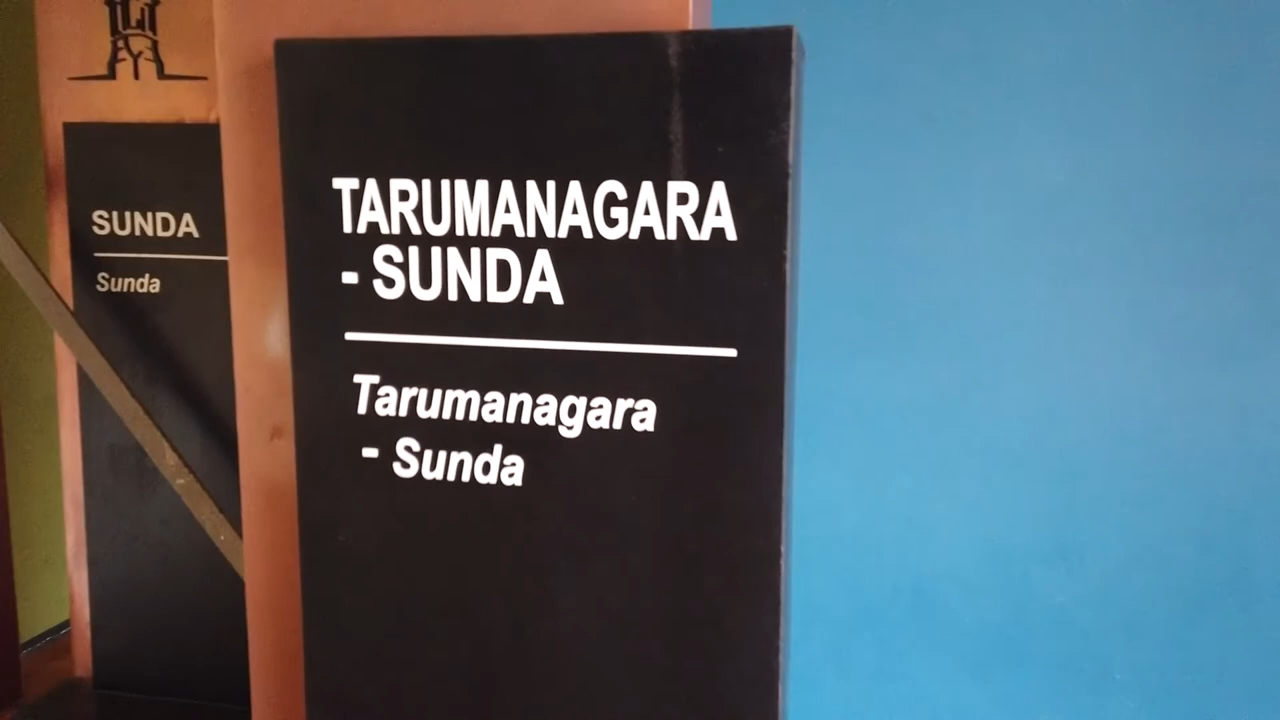 SUNDA
Sunda
TARUMANAGARA
- SUNDA
Tarumanagara
- Sunda